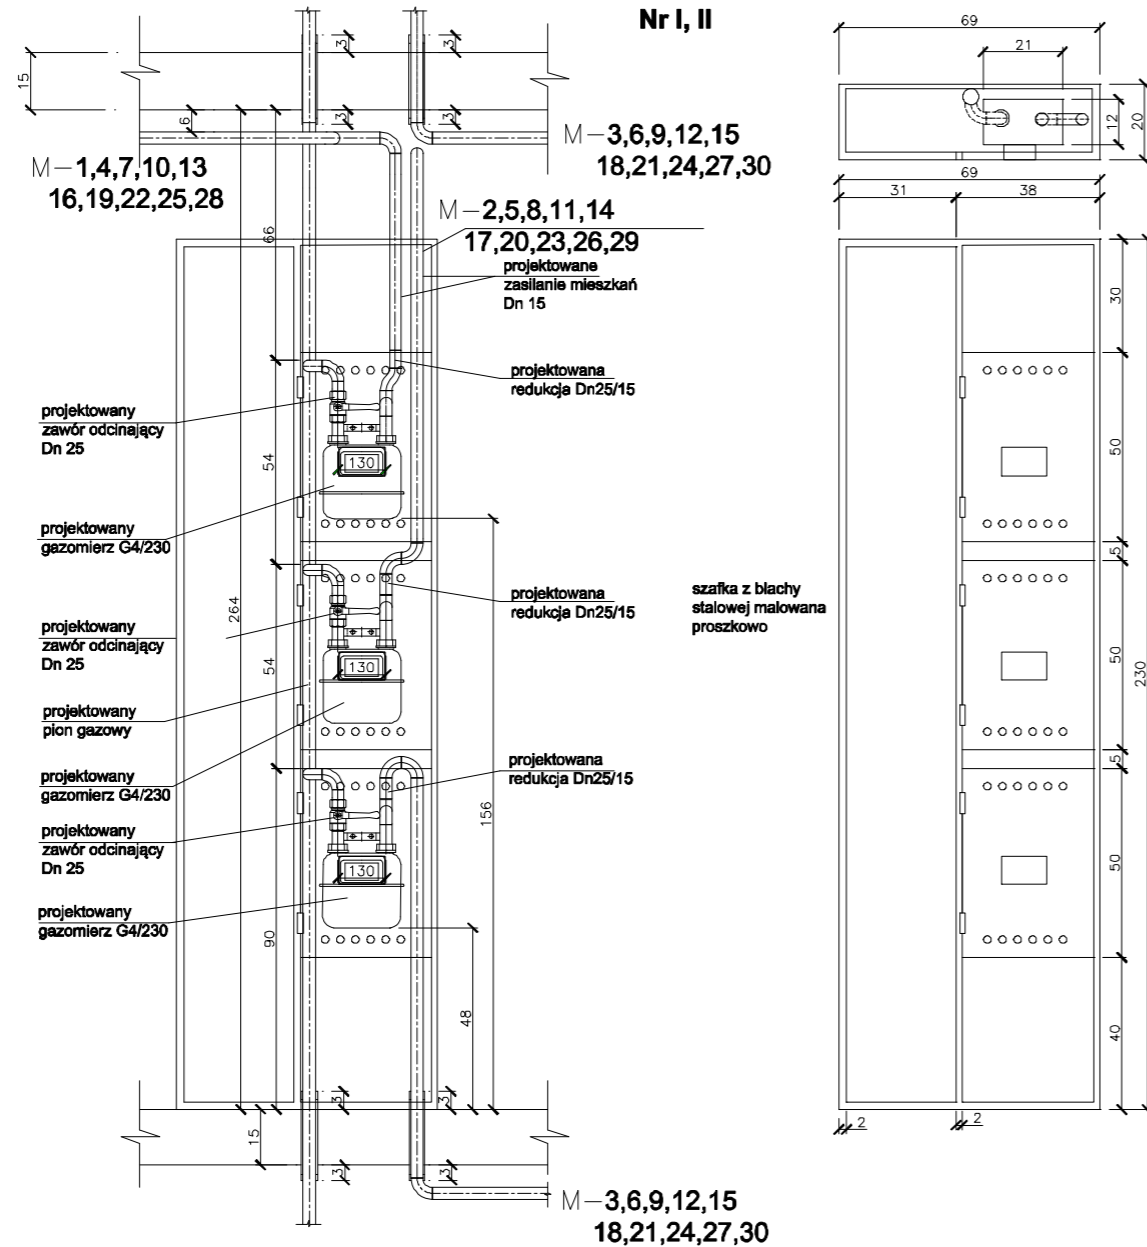 Nr I, II
M-1,4,7,10,13
16,19,22,25,28
M-3,6,9,12,15
18,21,24,27,30
M-2,5,8,11,14
17,20,23,26,29
projektowane
zasilanie mieszkań
Dn 15
projektowana
redukcja Dn25/15
projektowany
zawór odcinający
Dn 25
projektowany
gazomierz G4/230
projektowana
redukcja Dn25/15
projektowany
zawór odcinający
Dn 25
projektowany
pion gazowy
projektowany
gazomierz G4/230
projektowana
redukcja Dn25/15
projektowany
zawór odcinający
Dn 25
projektowany
gazomierz G4/230
M-3,6,9,12,15
18,21,24,27,30
15
3
3
3
3
6
66
54
264
54
90
130
130
130
156
48
15
3
3
3
3
szafka z blachy
stalowej malowana
proszkowo
69
21
12
20
69
31
38
30
50
5
50
5
50
40
230
2
2